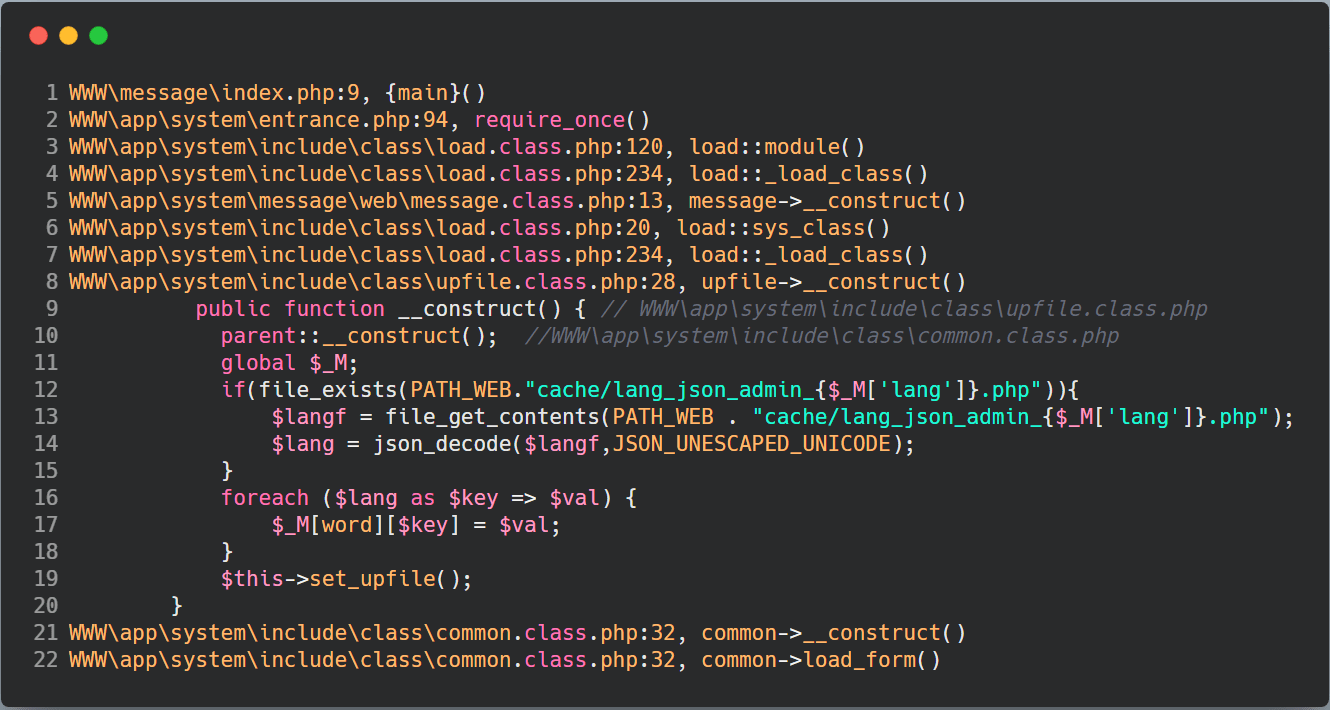 1 WWW\message\index.php:9, {main}()
2 WWW\app\system\entrance.php:94, require_once()
3 WWW\app\system\include\class\load.class.php:120, load::module()
4 WWW\app\system\include\class\load.class.php:234, load::_load_class()
5 WWW\app\system\message\web\message.class.php:13, message->__construct()
6 WWW\app\system\include\class\load.class.php:20, load::sys_class()
7 WWW\app\system\include\class\load.class.php:234, load::_load_class()
8 WWW\app\system\include\class\upfile.class.php:28, upfile->__construct()
9           public function __construct() { // WWW\app\system\include\class\upfile.class.php
10             parent::__construct();  //WWW\app\system\include\class\common.class.php
11             global $_M;
12             if(file_exists(PATH_WEB."cache/lang_json_admin_{$_M['lang']}.php")){
13                 $langf = file_get_contents(PATH_WEB . "cache/lang_json_admin_{$_M['lang']}.php");
14                 $lang = json_decode($langf,JSON_UNESCAPED_UNICODE);
15             }
16             foreach ($lang as $key => $val) {
17                 $_M[word][$key] = $val;
18             }
19             $this->set_upfile();
20         }
21 WWW\app\system\include\class\common.class.php:32, common->__construct()
22 WWW\app\system\include\class\common.class.php:32, common->load_form()